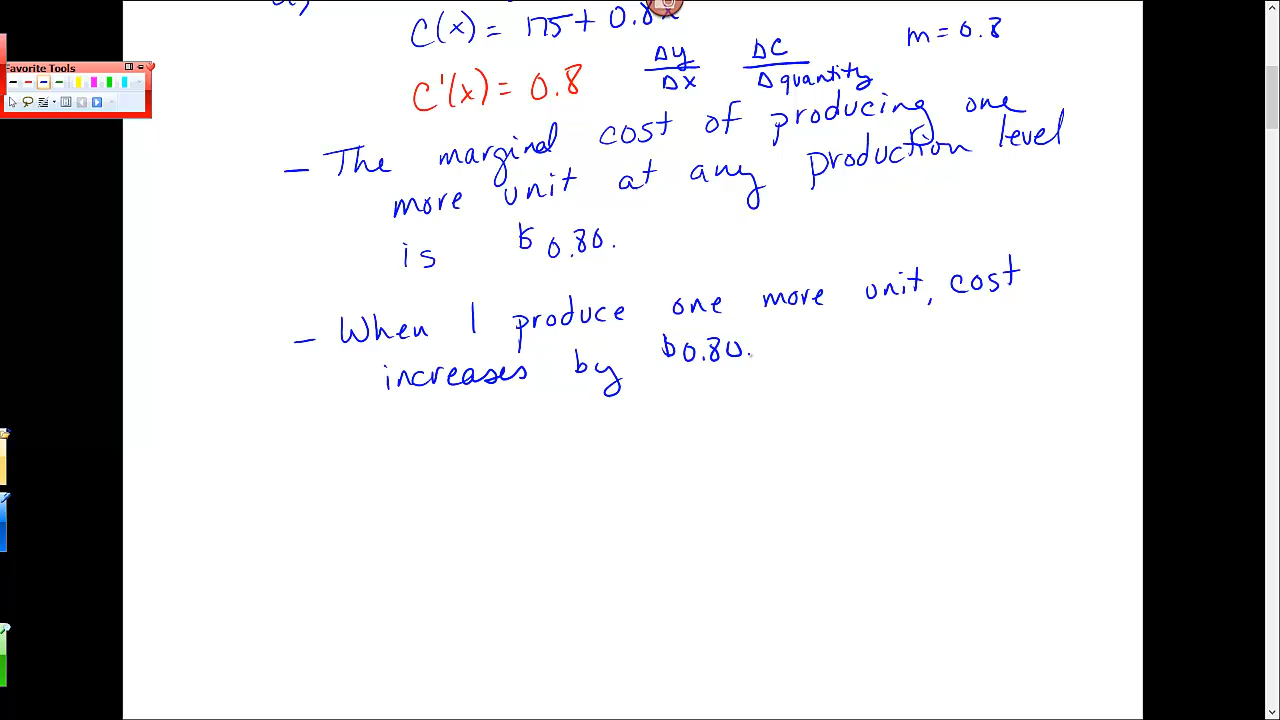 C(x) = 175 + 0.8x
m = 0.8
Δy/Δx ΔC/Δquantity
C'(x) = 0.8
Favorite Tools
– The marginal cost of producing one
more unit at any production level
is $0.80.
– When I produce one more unit, cost
increases by $0.80.